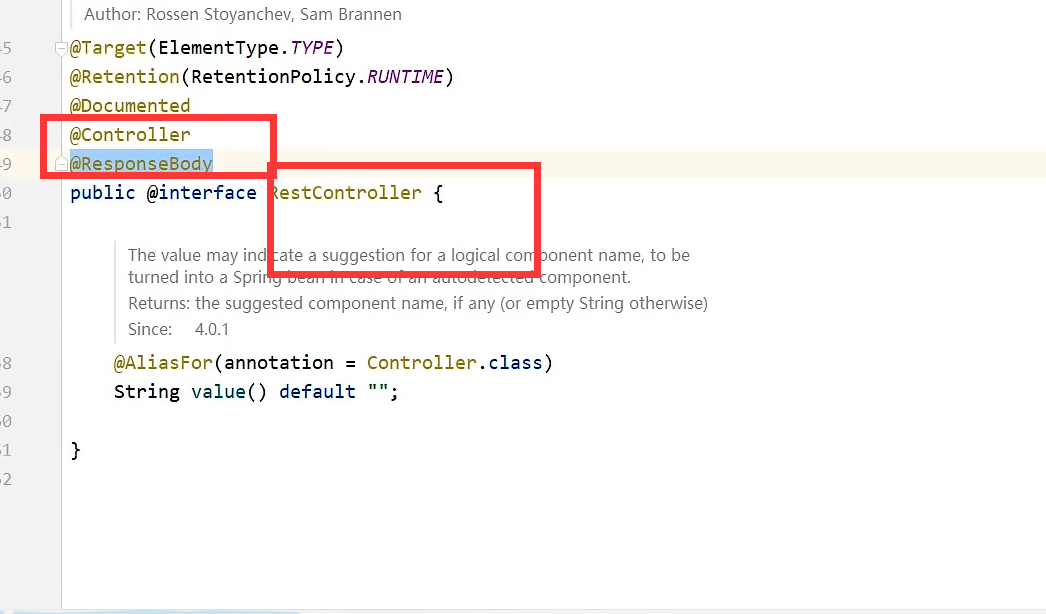 Author: Rossen Stoyanchev, Sam Brannen
5 @Target(ElementType.TYPE)
6 @Retention(RetentionPolicy.RUNTIME)
7 @Documented
8 @Controller
9 @ResponseBody
0 public @interface RestController {
1
The value may indicate a suggestion for a logical component name, to be
turned into a Spring bean in case of an autodetected component.
Returns: the suggested component name, if any (or empty String otherwise)
Since: 4.0.1
8 @AliasFor(annotation = Controller.class)
9 String value() default "";
0
1 }
2